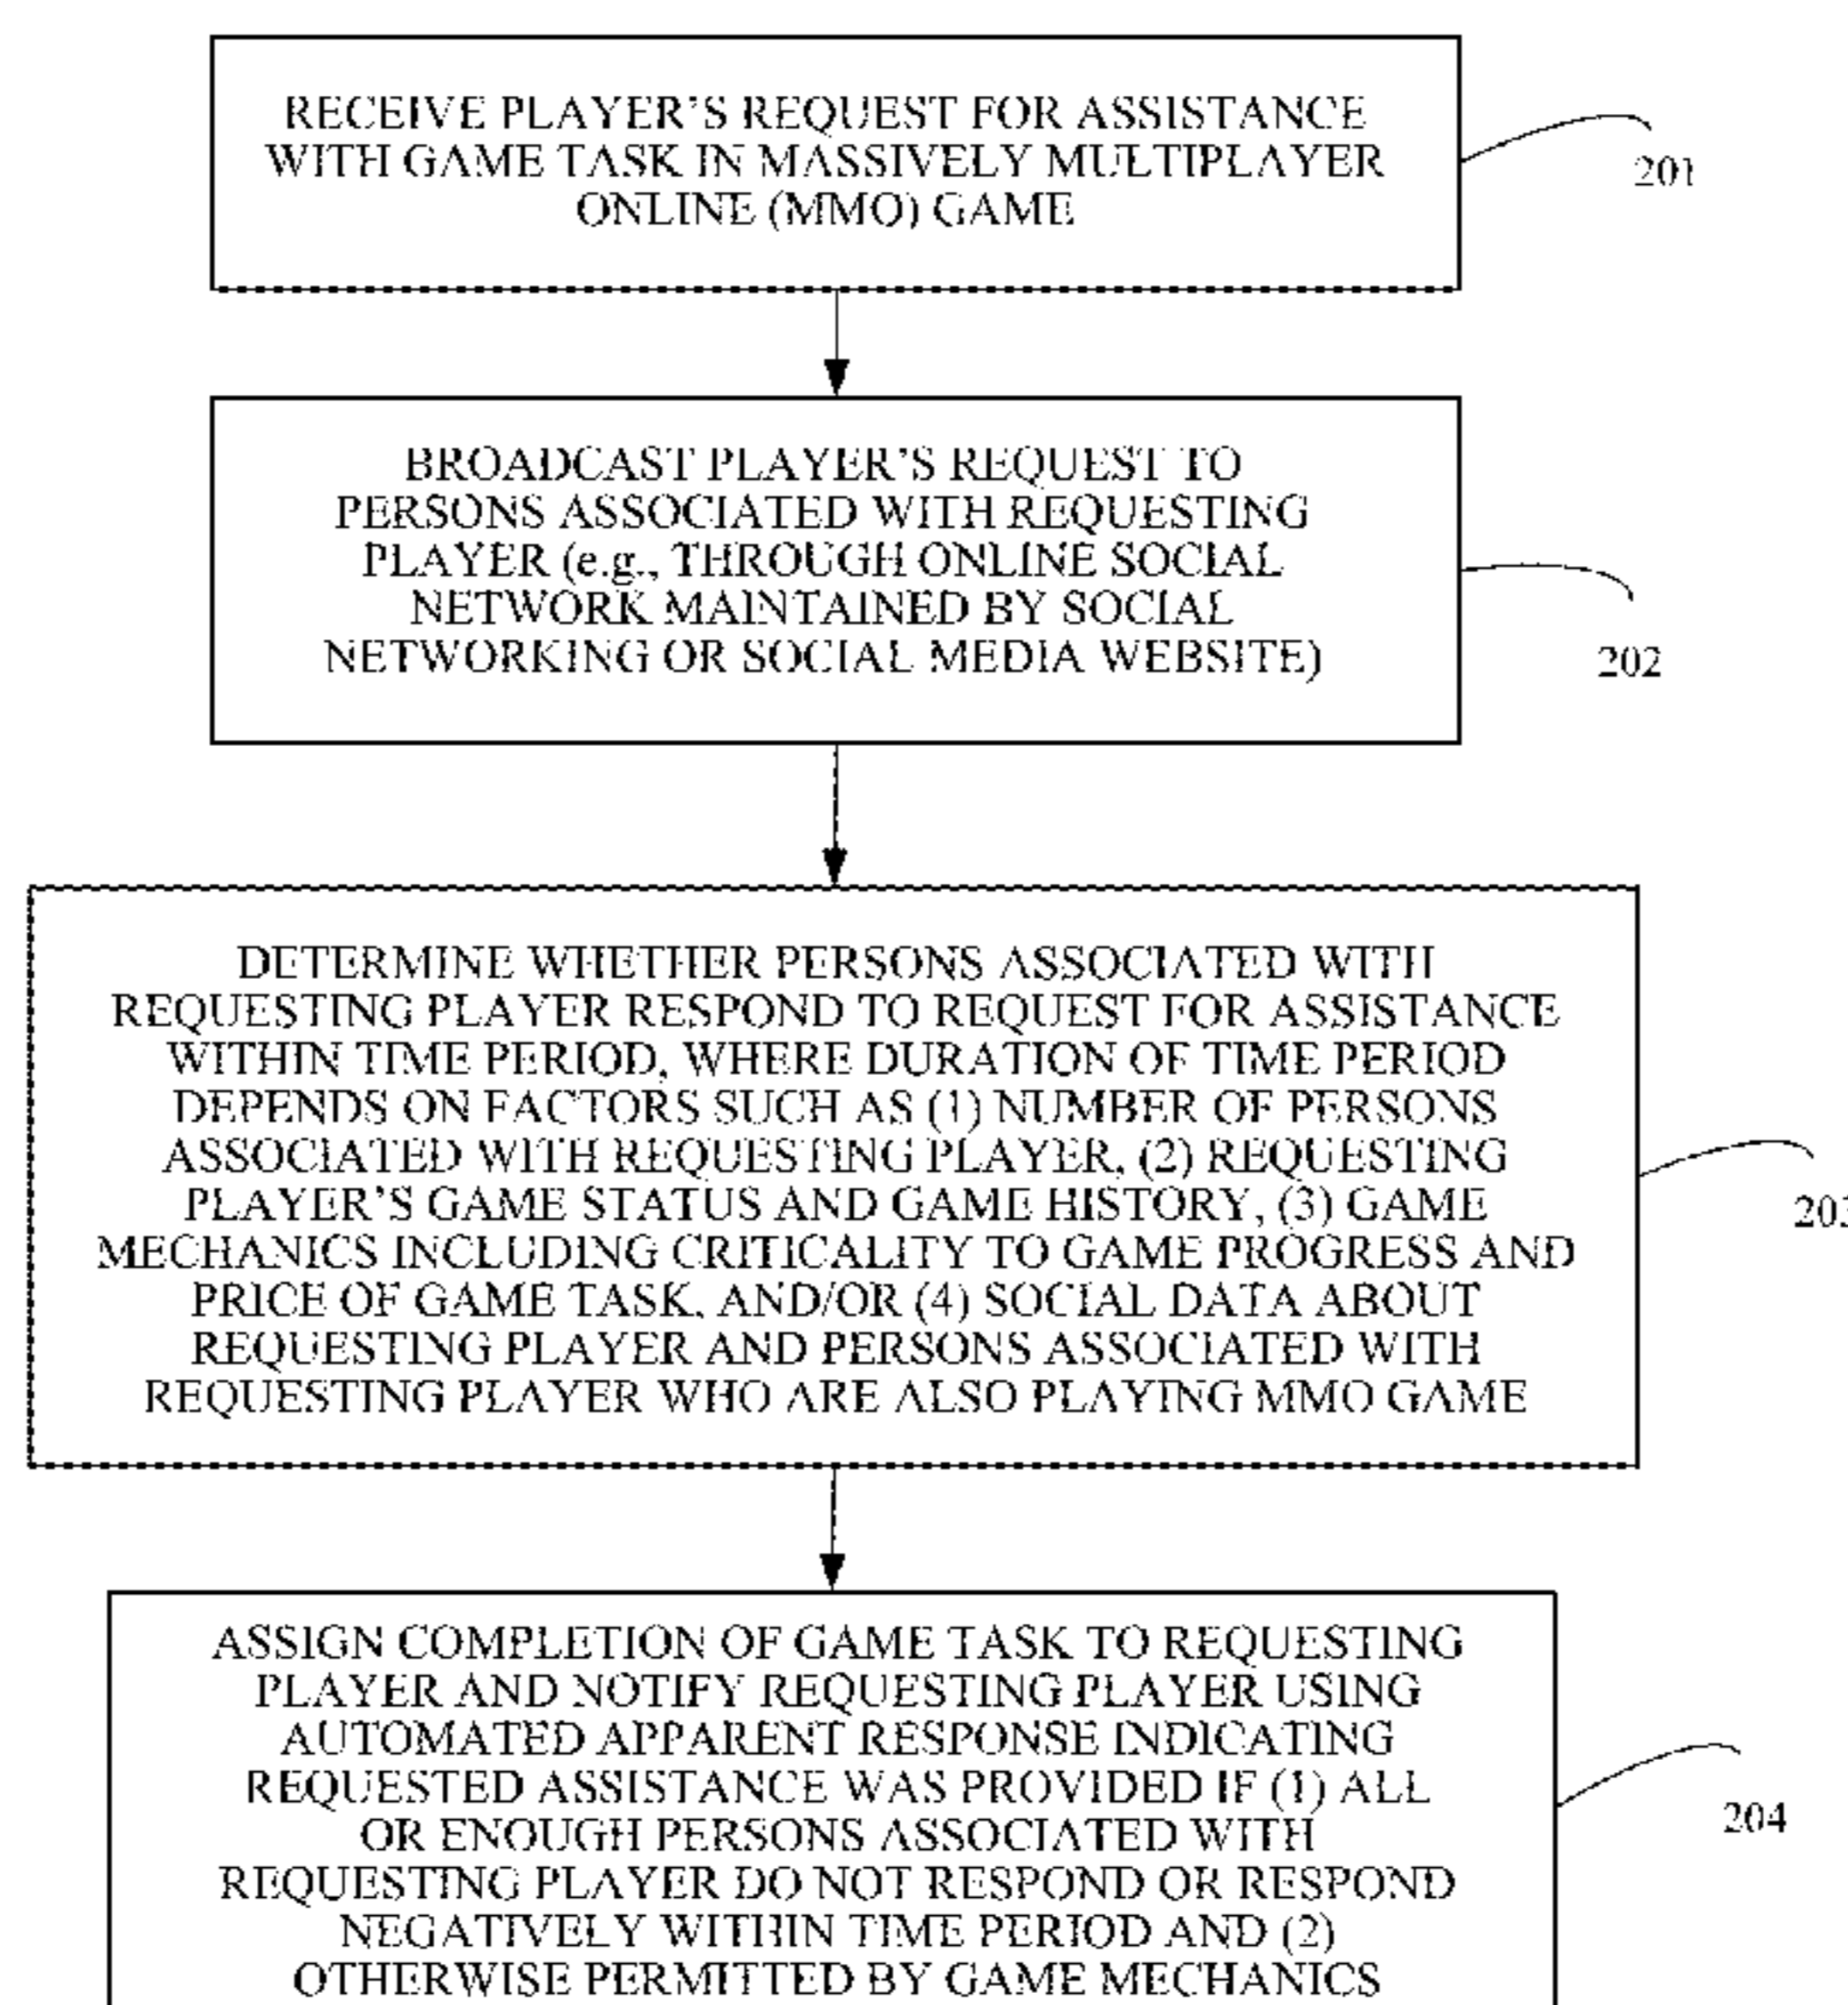 RECEIVE PLAYER'S REQUEST FOR ASSISTANCE
WITH GAME TASK IN MASSIVELY MULTIPLAYER
ONLINE (MMO) GAME
201
BROADCAST PLAYER'S REQUEST TO
PERSONS ASSOCIATED WITH REQUESTING
PLAYER (e.g., THROUGH ONLINE SOCIAL
NETWORK MAINTAINED BY SOCIAL
NETWORKING OR SOCIAL MEDIA WEBSITE)
202
DETERMINE WHETHER PERSONS ASSOCIATED WITH
REQUESTING PLAYER RESPOND TO REQUEST FOR ASSISTANCE
WITHIN TIME PERIOD, WHERE DURATION OF TIME PERIOD
DEPENDS ON FACTORS SUCH AS (1) NUMBER OF PERSONS
ASSOCIATED WITH REQUESTING PLAYER, (2) REQUESTING
PLAYER'S GAME STATUS AND GAME HISTORY, (3) GAME
MECHANICS INCLUDING CRITICALITY TO GAME PROGRESS AND
PRICE OF GAME TASK, AND/OR (4) SOCIAL DATA ABOUT
REQUESTING PLAYER AND PERSONS ASSOCIATED WITH
REQUESTING PLAYER WHO ARE ALSO PLAYING MMO GAME
203
ASSIGN COMPLETION OF GAME TASK TO REQUESTING
PLAYER AND NOTIFY REQUESTING PLAYER USING
AUTOMATED APPARENT RESPONSE INDICATING
REQUESTED ASSISTANCE WAS PROVIDED IF (1) ALL
OR ENOUGH PERSONS ASSOCIATED WITH
REQUESTING PLAYER DO NOT RESPOND OR RESPOND
NEGATIVELY WITHIN TIME PERIOD AND (2)
OTHERWISE PERMITTED BY GAME MECHANICS
204